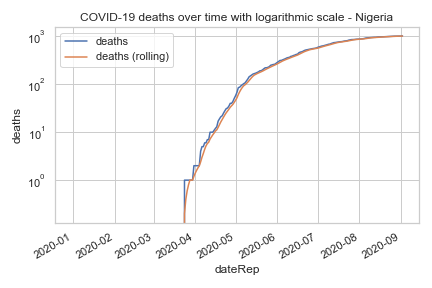 COVID-19 deaths over time with logarithmic scale - Nigeria
deaths
deaths (rolling)
10³
10²
10¹
10⁰
deaths
2020-01
2020-02
2020-03
2020-04
2020-05
2020-06
2020-07
2020-08
2020-09
dateRep